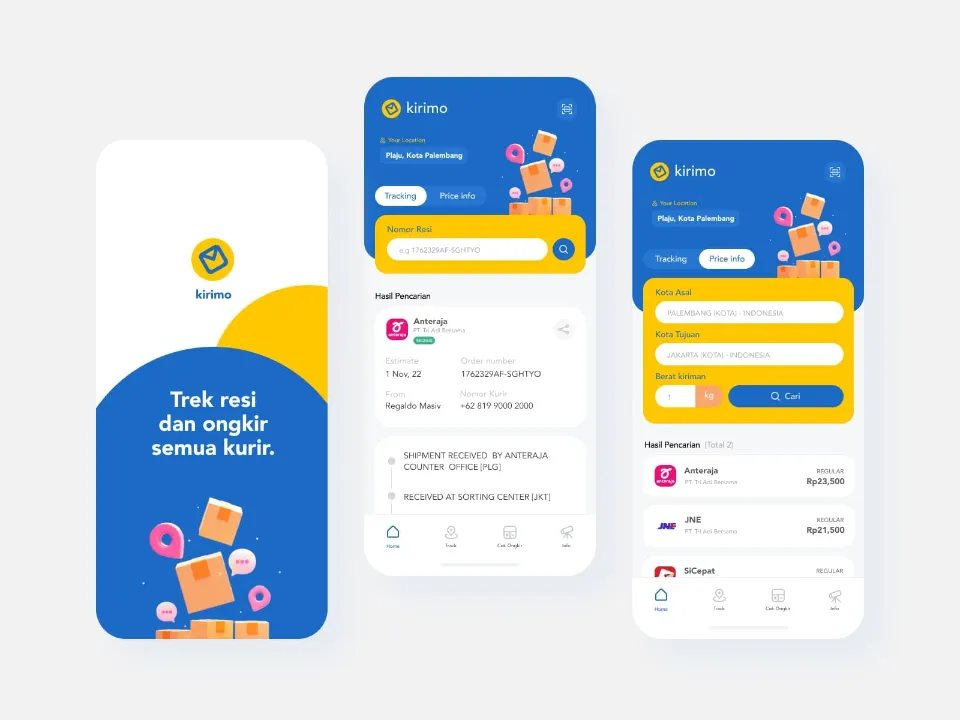 kirimo
Trek resi
dan ongkir
semua kurir.
kirimo
Your Location
Plaju, Kota Palembang
Tracking
Price info
Nomor Resi
e.g 1762329AF-SGHTYO
Hasil Pencarian
Anteraja
PT. Tri Adi Bersama
anteraja
Estimate
Order number
1 Nov, 22
1762329AF-SGHTYO
From
Nomor Kurir
Regaldo Masiv
+62 819 9000 2000
SHIPMENT RECEIVED BY ANTERAJA
COUNTER OFFICE [PLG]
RECEIVED AT SORTING CENTER [JKT]
Home
Track
Cek Ongkir
Info
kirimo
Your Location
Plaju, Kota Palembang
Tracking
Price info
Kota Asal
PALEMBANG (KOTA) - INDONESIA
Kota Tujuan
JAKARTA (KOTA) - INDONESIA
Berat kiriman
1
kg
Cari
Hasil Pencarian (Total 2)
Anteraja
REGULAR
anteraja
PT. Tri Adi Bersama
Rp23,500
JNE
REGULAR
JNE
PT. Tri Adi Bersama
Rp21,500
SiCepat
REGULAR
Home
Track
Cek Ongkir
Info